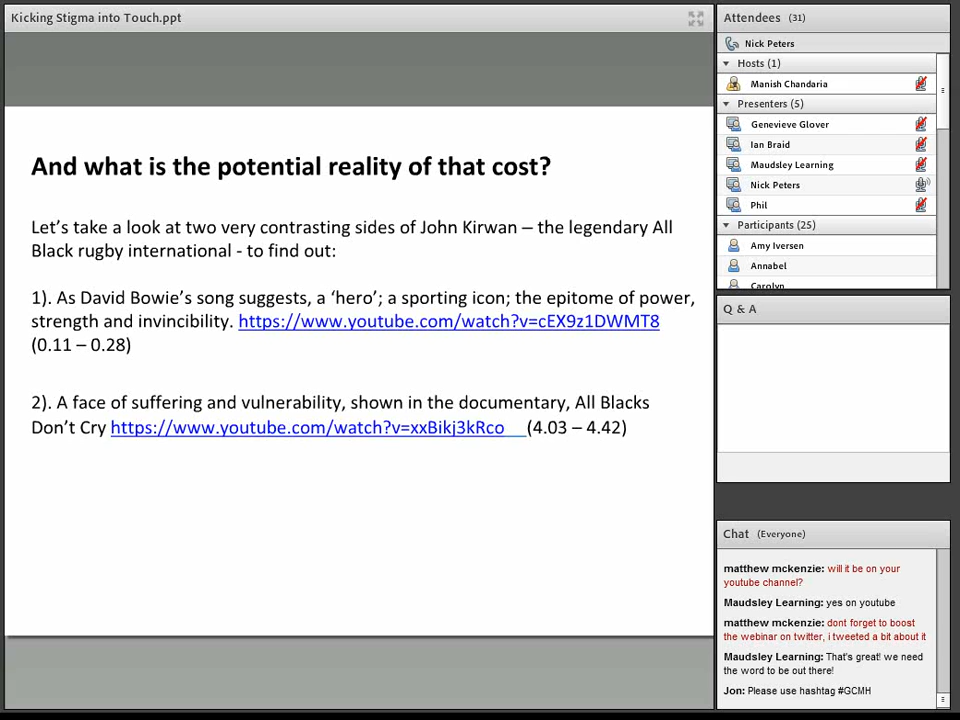 Kicking Stigma into Touch.ppt
And what is the potential reality of that cost?
Let’s take a look at two very contrasting sides of John Kirwan – the legendary All
Black rugby international - to find out:
1). As David Bowie’s song suggests, a ‘hero’; a sporting icon; the epitome of power,
strength and invincibility. https://www.youtube.com/watch?v=cEX9z1DWMT8
(0.11 – 0.28)
2). A face of suffering and vulnerability, shown in the documentary, All Blacks
Don’t Cry https://www.youtube.com/watch?v=xxBikj3kRco (4.03 – 4.42)
Attendees (31)
Nick Peters
Hosts (1)
Manish Chandaria
Presenters (5)
Genevieve Glover
Ian Braid
Maudsley Learning
Nick Peters
Phil
Participants (25)
Amy Iversen
Annabel
Carolyn
Q & A
Chat (Everyone)
matthew mckenzie: will it be on your
youtube channel?
Maudsley Learning: yes on youtube
matthew mckenzie: dont forget to boost
the webinar on twitter, i tweeted a bit about it
Maudsley Learning: That's great! we need
the word to be out there!
Jon: Please use hashtag #GCMH